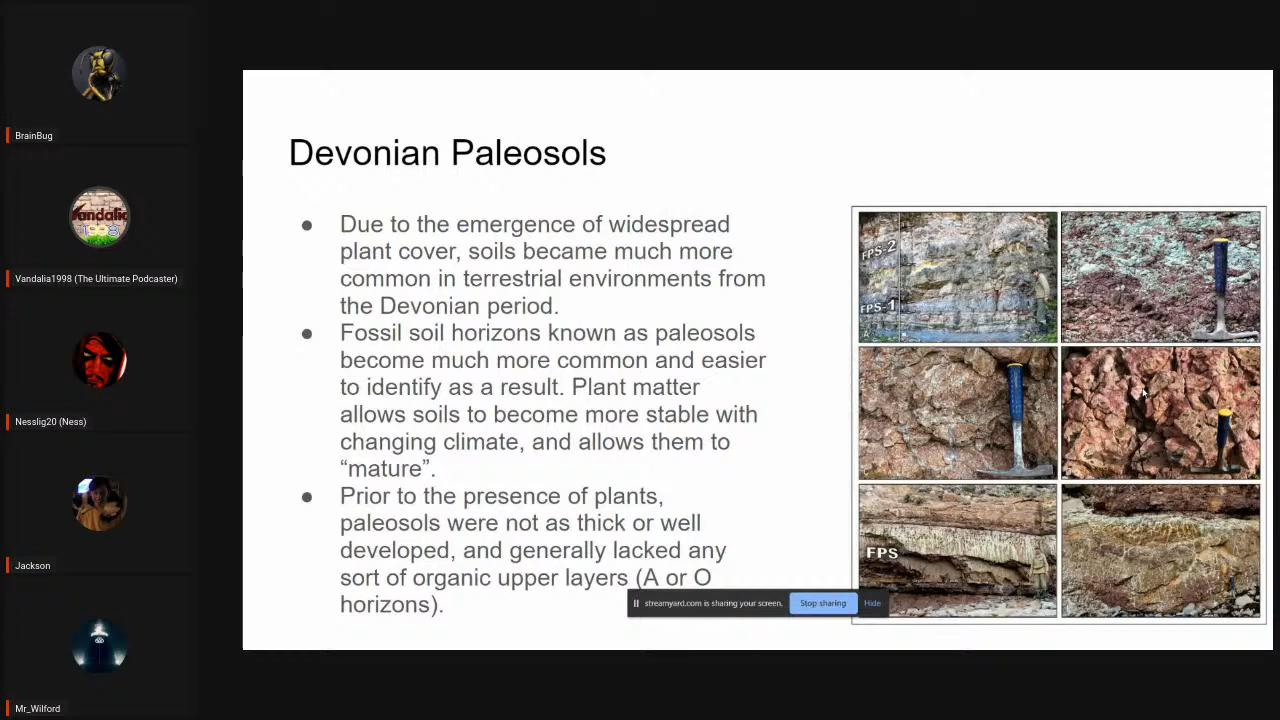 BrainBug
Vandalia
1998
Vandalia1998 (The Ultimate Podcaster)
Nesslig20 (Ness)
Jackson
Mr_Wilford
Devonian Paleosols
● Due to the emergence of widespread
plant cover, soils became much more
common in terrestrial environments from
the Devonian period.
● Fossil soil horizons known as paleosols
become much more common and easier
to identify as a result. Plant matter
allows soils to become more stable with
changing climate, and allows them to
“mature”.
● Prior to the presence of plants,
paleosols were not as thick or well
developed, and generally lacked any
sort of organic upper layers (A or O
horizons).
streamyard.com is sharing your screen.
Stop sharing
Hide
FPS-2
FPS-1
FPS